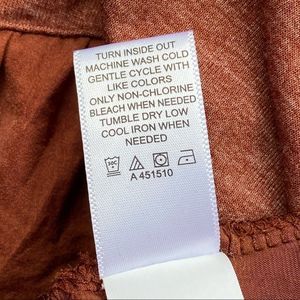 TURN INSIDE OUT
MACHINE WASH COLD
GENTLE CYCLE WITH
LIKE COLORS
ONLY NON-CHLORINE
BLEACH WHEN NEEDED
TUMBLE DRY LOW
COOL IRON WHEN
NEEDED
30C
A 451510